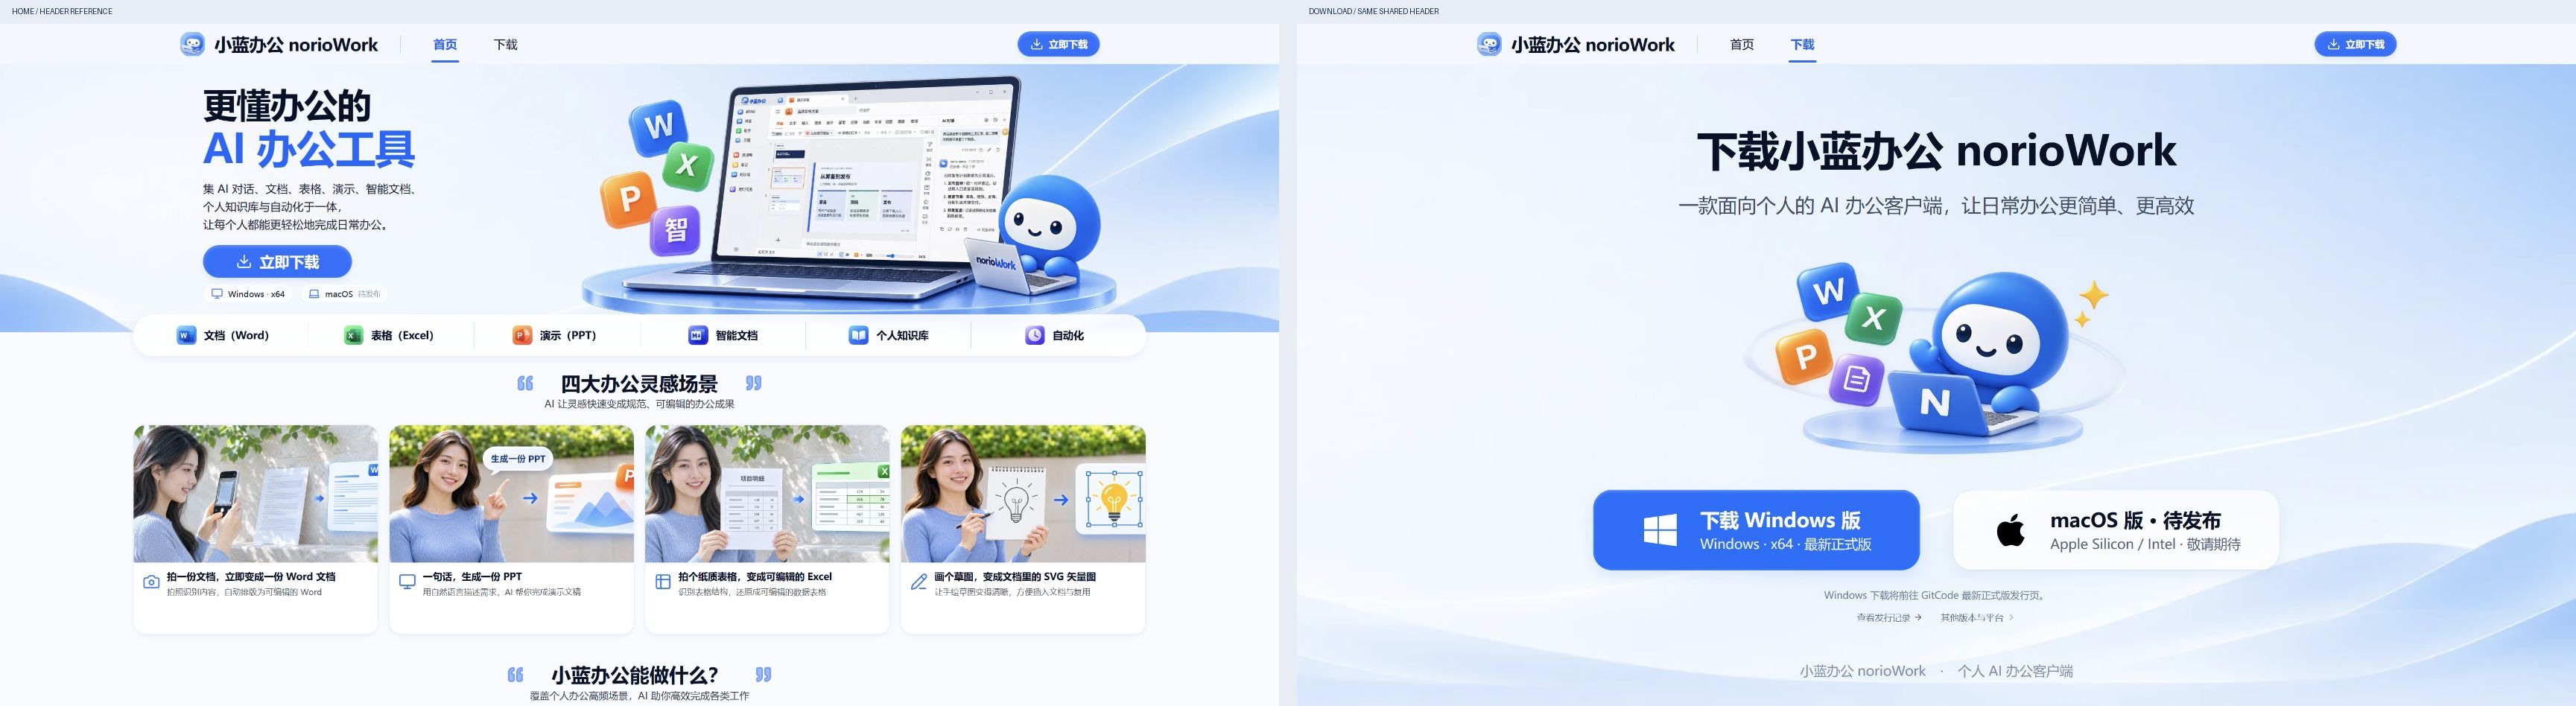 HOME / HEADER REFERENCE
小蓝办公 norioWork
首页
下载
立即下载
更懂办公的
AI 办公工具
集 AI 对话、文档、表格、演示、智能文档、
个人知识库与自动化于一体，
让每个人都能更轻松地完成日常办公。
立即下载
Windows · x64
macOS 待发布
W
X
P
智
小蓝办公
从草案到发布
AI 对话
norioWork
文档（Word）
表格（Excel）
演示（PPT）
智能文档
个人知识库
自动化
四大办公灵感场景
AI 让灵感快速变成规范、可编辑的办公成果
W
生成一份 PPT
P
项目明细
X
拍一份文档，立即变成一份 Word 文档
拍照识别内容，自动排版为可编辑的 Word
一句话，生成一份 PPT
用自然语言描述需求，AI 帮你完成演示文稿
拍个纸质表格，变成可编辑的 Excel
识别表格结构，还原成可编辑的数据表格
画个草图，变成文档里的 SVG 矢量图
让手绘草图变得清晰，方便插入文档与复用
小蓝办公能做什么？
覆盖个人办公高频场景，AI 助你高效完成各类工作
DOWNLOAD / SAME SHARED HEADER
小蓝办公 norioWork
首页
下载
立即下载
下载小蓝办公 norioWork
一款面向个人的 AI 办公客户端，让日常办公更简单、更高效
W
X
P
N
下载 Windows 版
Windows · x64 · 最新正式版
macOS 版 • 待发布
Apple Silicon / Intel · 敬请期待
Windows 下载将前往 GitCode 最新正式版发行页。
查看发行记录 →
其他版本与平台 ＞
小蓝办公 norioWork · 个人 AI 办公客户端